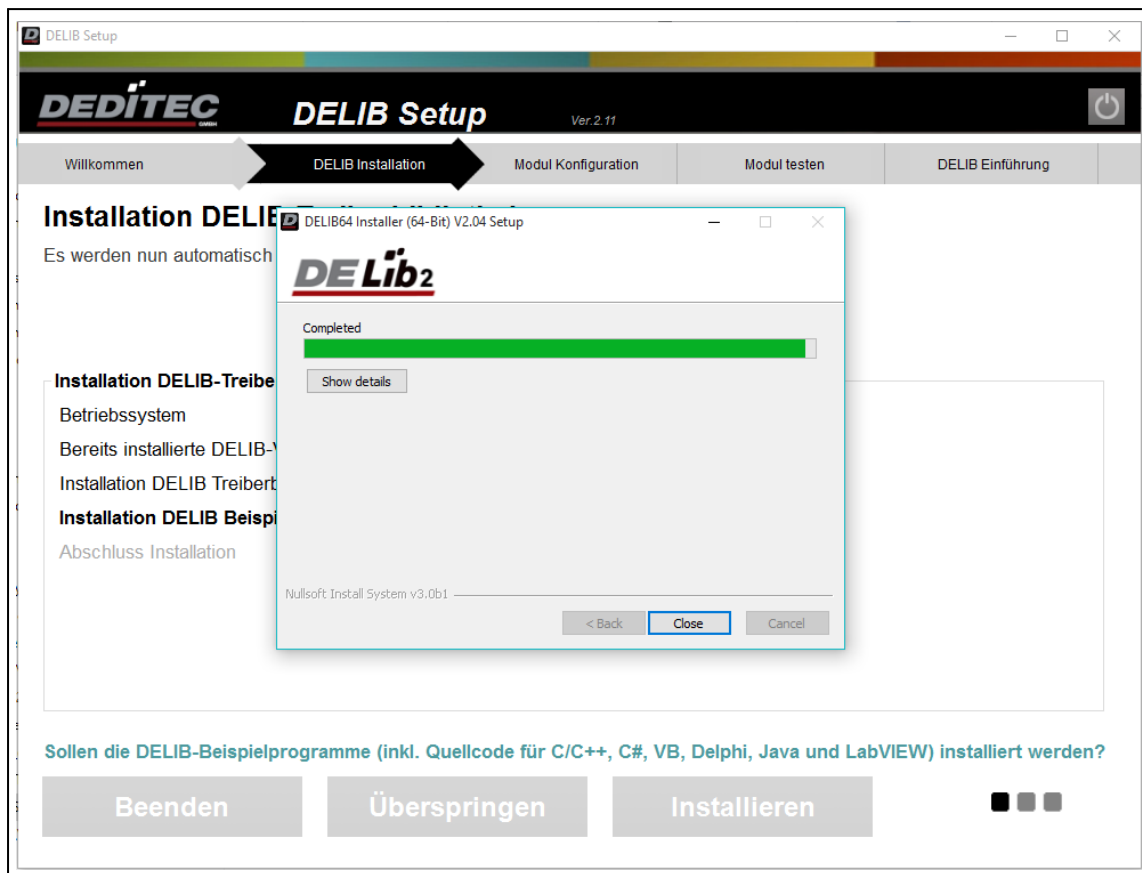 DELIB Setup
DEDITEC
GMBH
DELIB Setup
Ver.2.11
Willkommen
DELIB Installation
Modul Konfiguration
Modul testen
DELIB Einführung
Installation DELIB
Es werden nun automatisch
DELIB64 Installer (64-Bit) V2.04 Setup
DELib2
Completed
Show details
Nullsoft Install System v3.0b1
< Back
Close
Cancel
Installation DELIB-Treibe
Betriebssystem
Bereits installierte DELIB-
Installation DELIB Treiber
Installation DELIB Beispi
Abschluss Installation
Sollen die DELIB-Beispielprogramme (inkl. Quellcode für C/C++, C#, VB, Delphi, Java und LabVIEW) installiert werden?
Beenden
Überspringen
Installieren